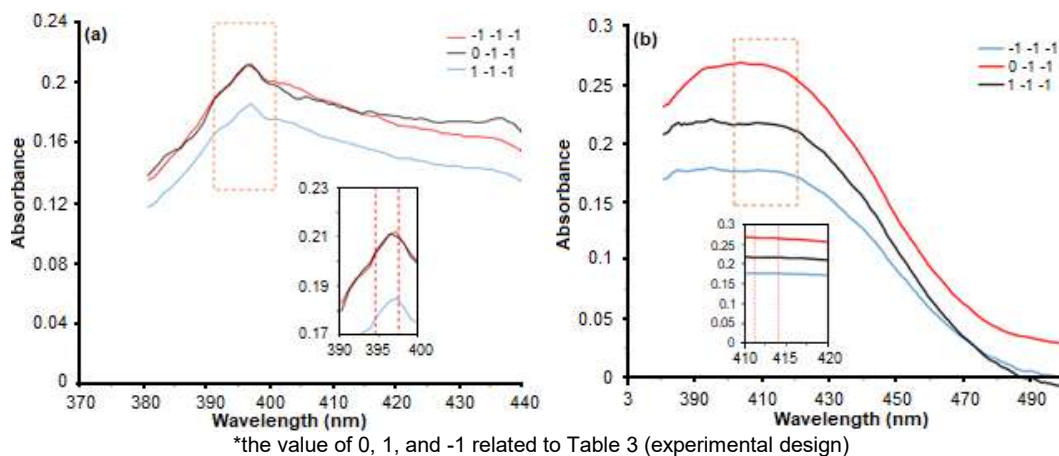 (a)
0.24
0.2
0.16
0.12
0.08
0.04
0
Absorbance
370 380 390 400 410 420 430 440
Wavelength (nm)
-1 -1 -1
0 -1 -1
1 -1 -1
0.23
0.21
0.19
0.17
390 395 400
(b)
0.3
0.25
0.2
0.15
0.1
0.05
0
Absorbance
3 390 410 430 450 470 490
Wavelength (nm)
-1 -1 -1
0 -1 -1
1 -1 -1
0.3
0.25
0.2
0.15
0.1
0.05
0
410 415 420
*the value of 0, 1, and -1 related to Table 3 (experimental design)